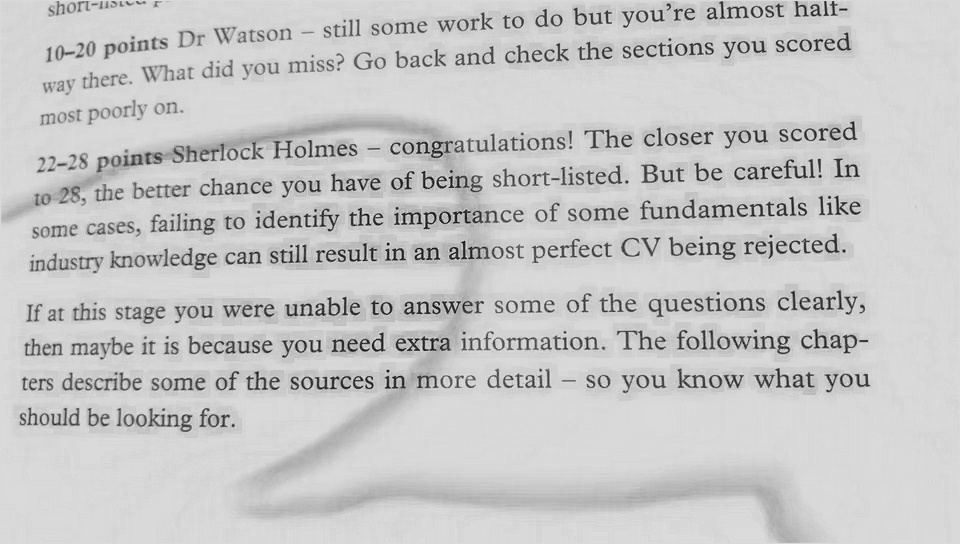 short-listed
10–20 points Dr Watson – still some work to do but you're almost half-
way there. What did you miss? Go back and check the sections you scored
most poorly on.
22–28 points Sherlock Holmes – congratulations! The closer you scored
to 28, the better chance you have of being short-listed. But be careful! In
some cases, failing to identify the importance of some fundamentals like
industry knowledge can still result in an almost perfect CV being rejected.
If at this stage you were unable to answer some of the questions clearly,
then maybe it is because you need extra information. The following chap-
ters describe some of the sources in more detail – so you know what you
should be looking for.